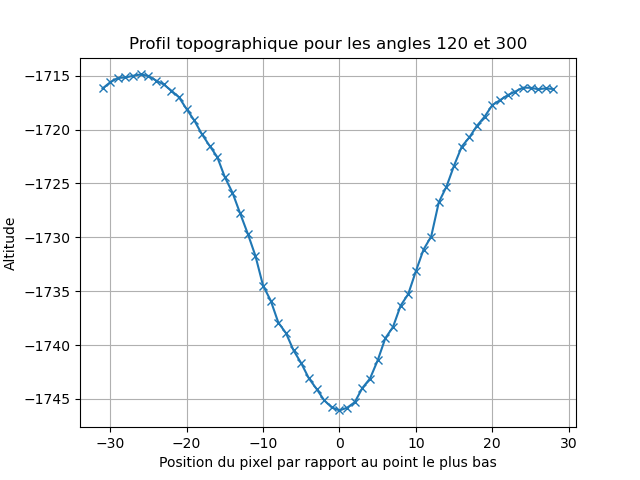 Profil topographique pour les angles 120 et 300
−1715
−1720
−1725
−1730
−1735
−1740
−1745
Altitude
−30 −20 −10 0 10 20 30
Position du pixel par rapport au point le plus bas